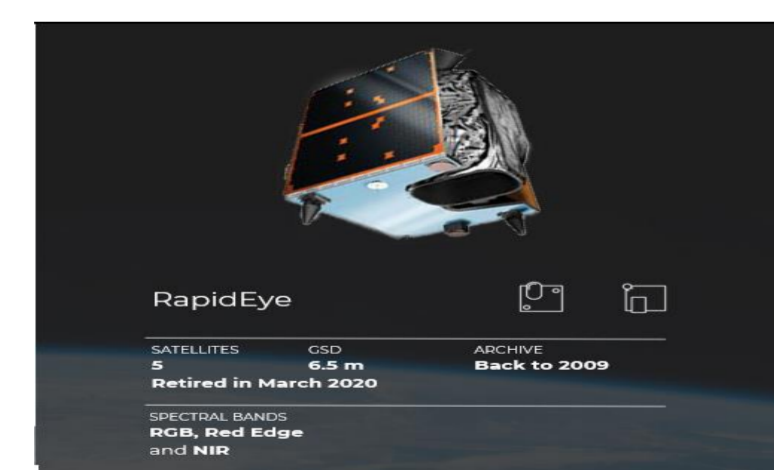 RapidEye
SATELLITES GSD ARCHIVE
5 6.5 m Back to 2009
Retired in March 2020
SPECTRAL BANDS
RGB, Red Edge
and NIR